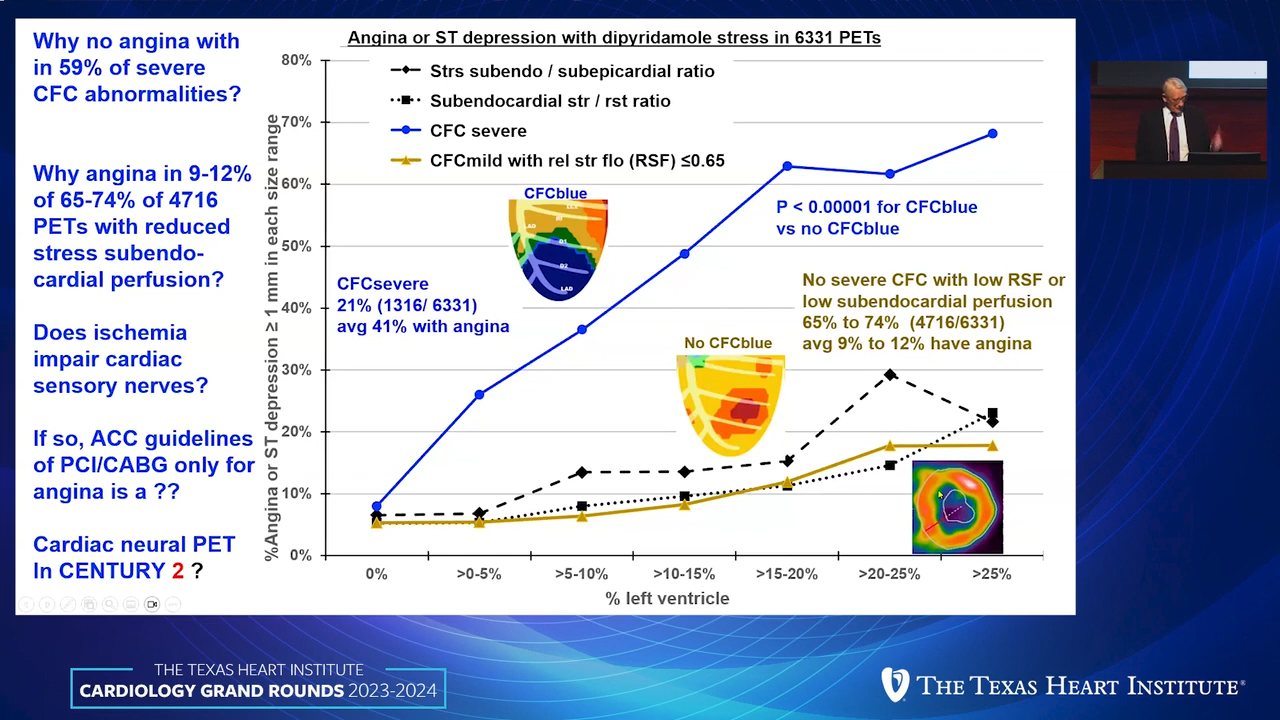 Why no angina with
in 59% of severe
CFC abnormalities?
Why angina in 9-12%
of 65-74% of 4716
PETs with reduced
stress subendo-
cardial perfusion?
Does ischemia
impair cardiac
sensory nerves?
If so, ACC guidelines
of PCI/CABG only for
angina is a ??
Cardiac neural PET
In CENTURY 2 ?
Angina or ST depression with dipyridamole stress in 6331 PETs
%Angina or ST depression ≥ 1 mm in each size range
80%
70%
60%
50%
40%
30%
20%
10%
0%
Strs subendo / subepicardial ratio
Subendocardial str / rst ratio
CFC severe
CFCmild with rel str flo (RSF) ≤0.65
CFCblue
LAD
D1
D2
LAD
P < 0.00001 for CFCblue
vs no CFCblue
CFCsevere
21% (1316/ 6331)
avg 41% with angina
No severe CFC with low RSF or
low subendocardial perfusion
65% to 74% (4716/6331)
avg 9% to 12% have angina
No CFCblue
0%
>0-5%
>5-10%
>10-15%
>15-20%
>20-25%
>25%
% left ventricle
THE TEXAS HEART INSTITUTE
CARDIOLOGY GRAND ROUNDS 2023-2024
THE TEXAS HEART INSTITUTE®